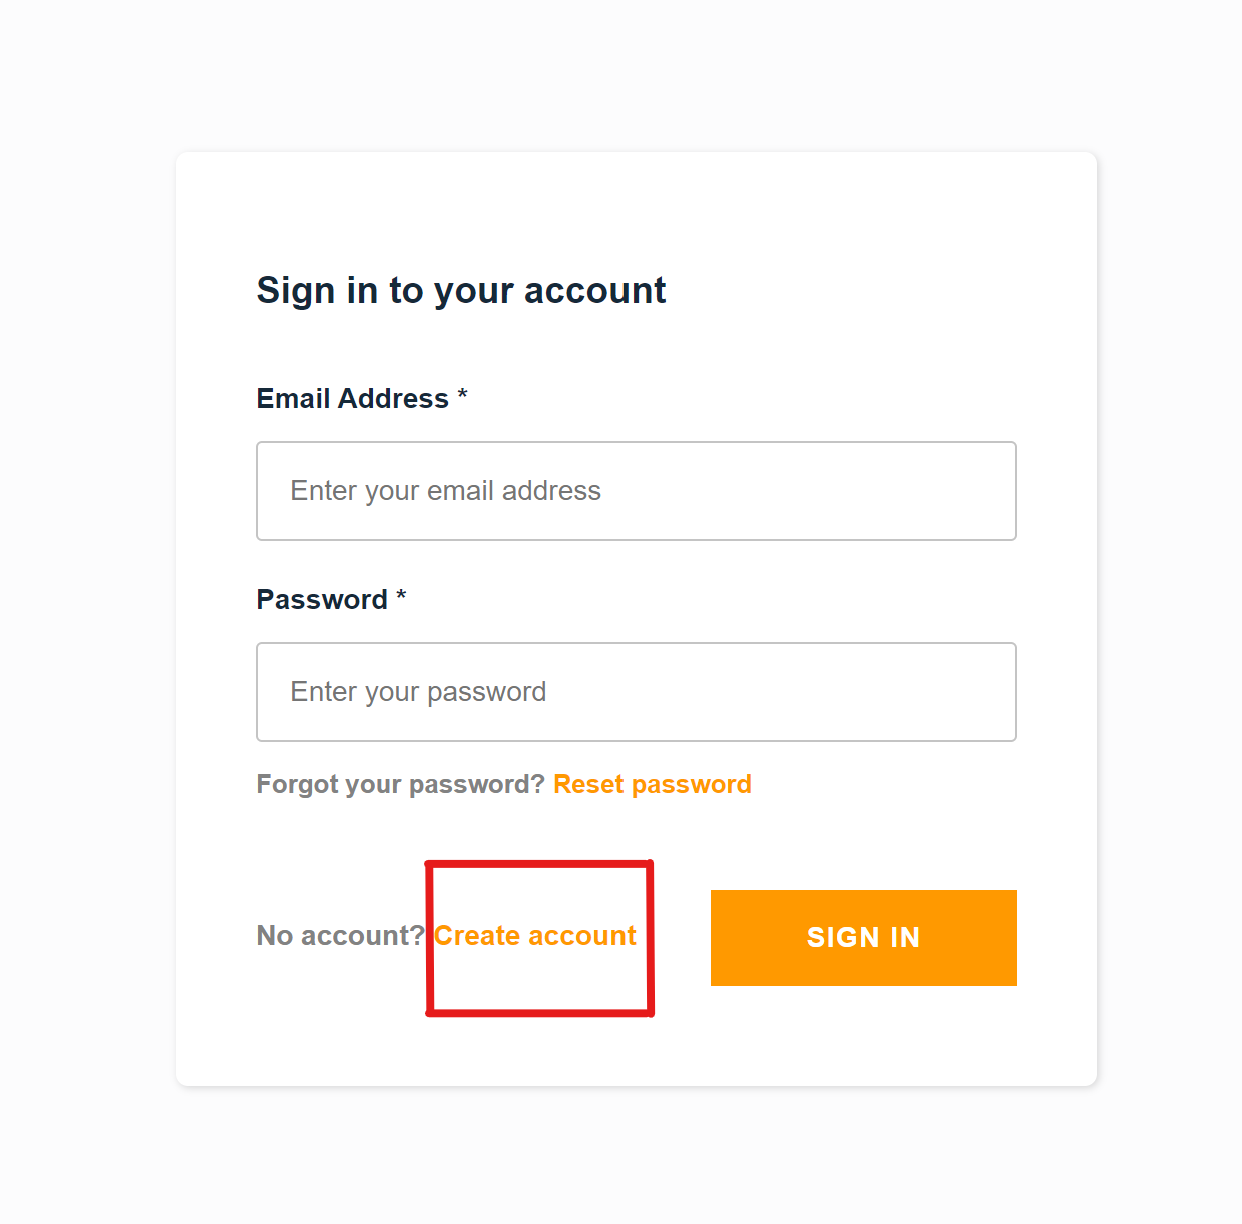 Sign in to your account
Email Address *
Enter your email address
Password *
Enter your password
Forgot your password? Reset password
No account? Create account
SIGN IN